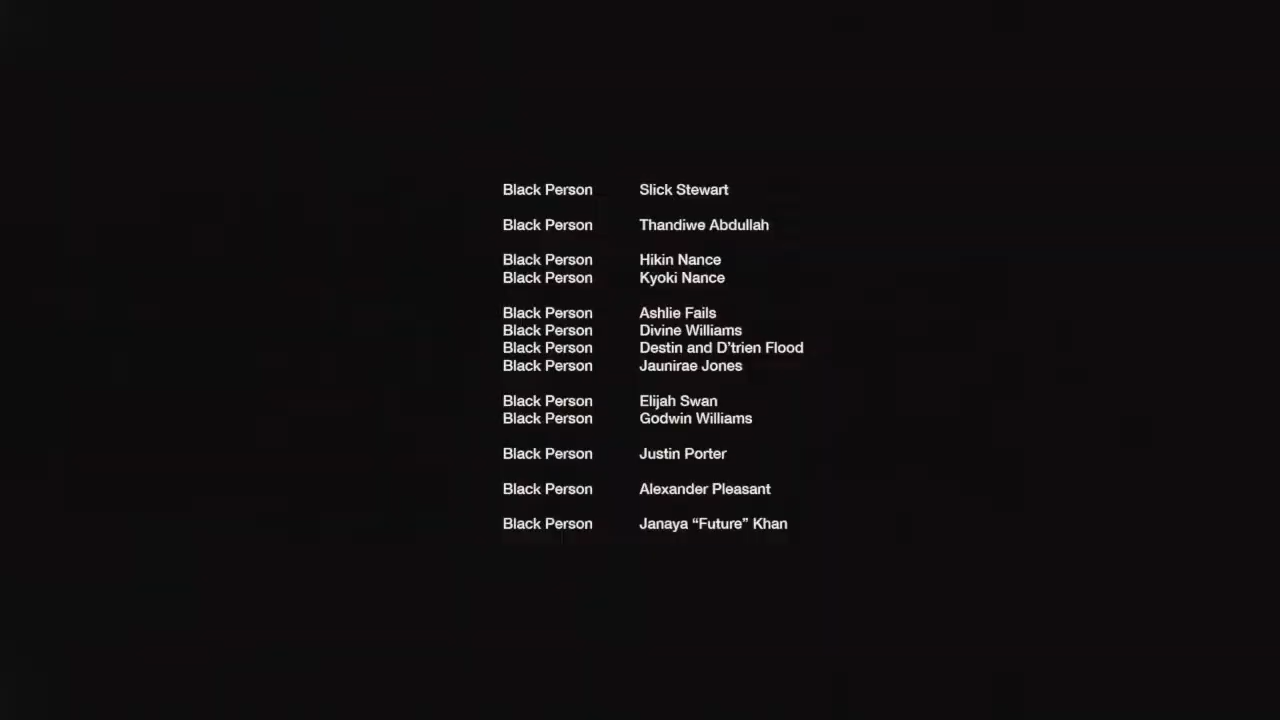 Black Person Slick Stewart
Black Person Thandiwe Abdullah
Black Person Hikin Nance
Black Person Kyoki Nance
Black Person Ashlie Fails
Black Person Divine Williams
Black Person Destin and D’trien Flood
Black Person Jaunirae Jones
Black Person Elijah Swan
Black Person Godwin Williams
Black Person Justin Porter
Black Person Alexander Pleasant
Black Person Janaya “Future” Khan